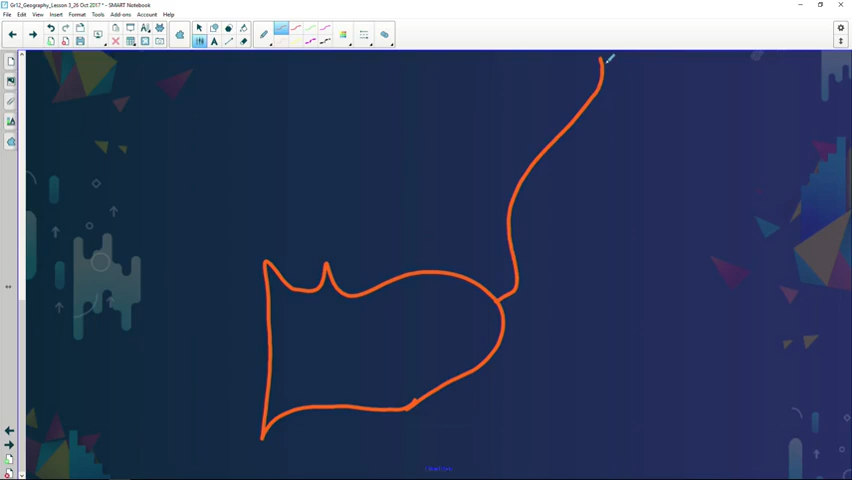 Gr12_Geography_Lesson 3_26 Oct 2017 * - SMART Notebook
File Edit View Insert Format Tools Add-ons Account Help